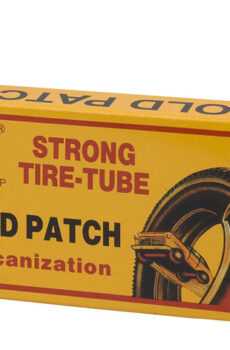 OLD PATC
®
STRONG
TIRE-TUBE
P
D PATCH
canization